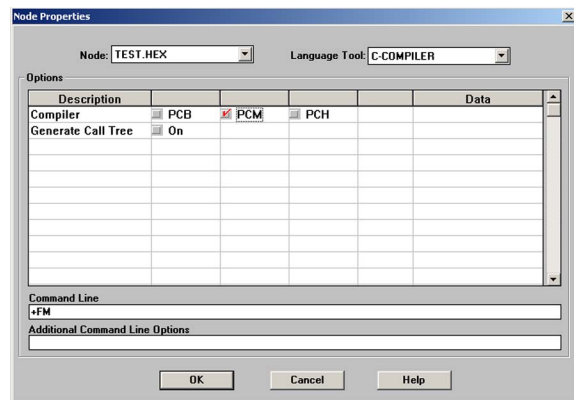 Node Properties
Node: TEST.HEX Language Tool: C-COMPILER
Options
Description Data
Compiler PCB PCM PCH
Generate Call Tree On
Command Line
+FM
Additional Command Line Options
OK Cancel Help